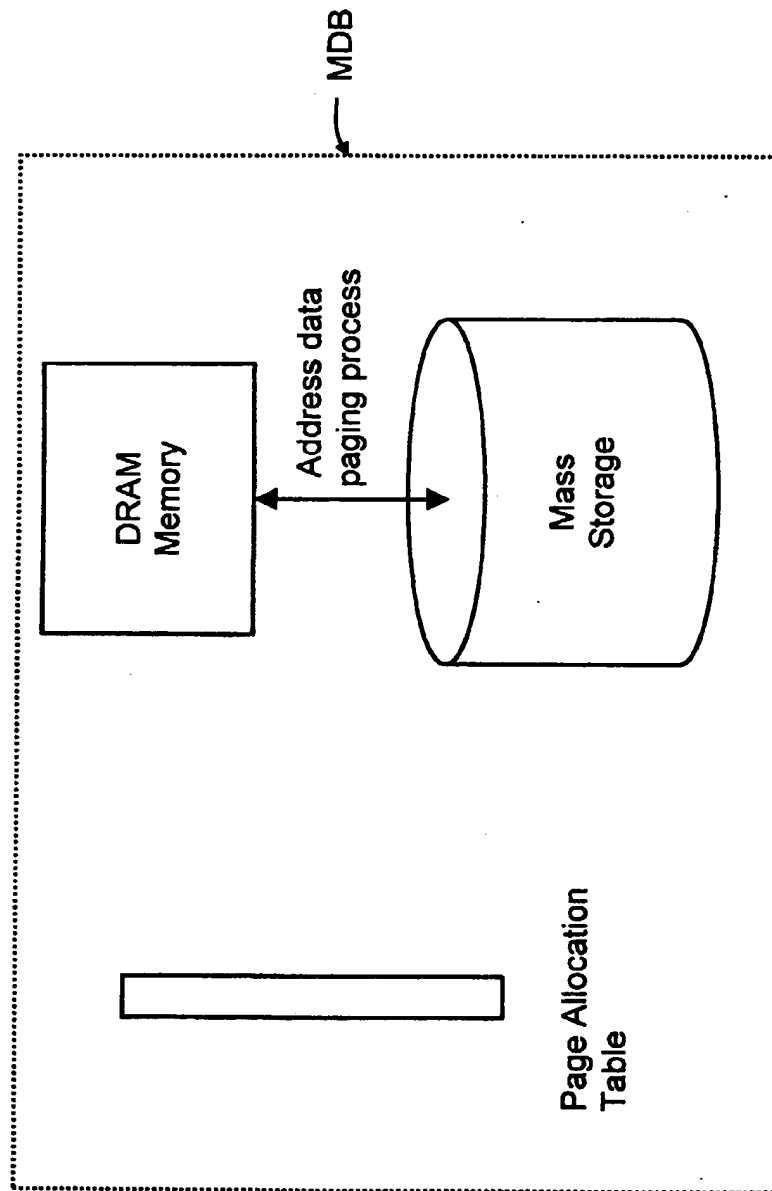 MDB
DRAM
Memory
Address data
paging process
Mass
Storage
Page Allocation
Table